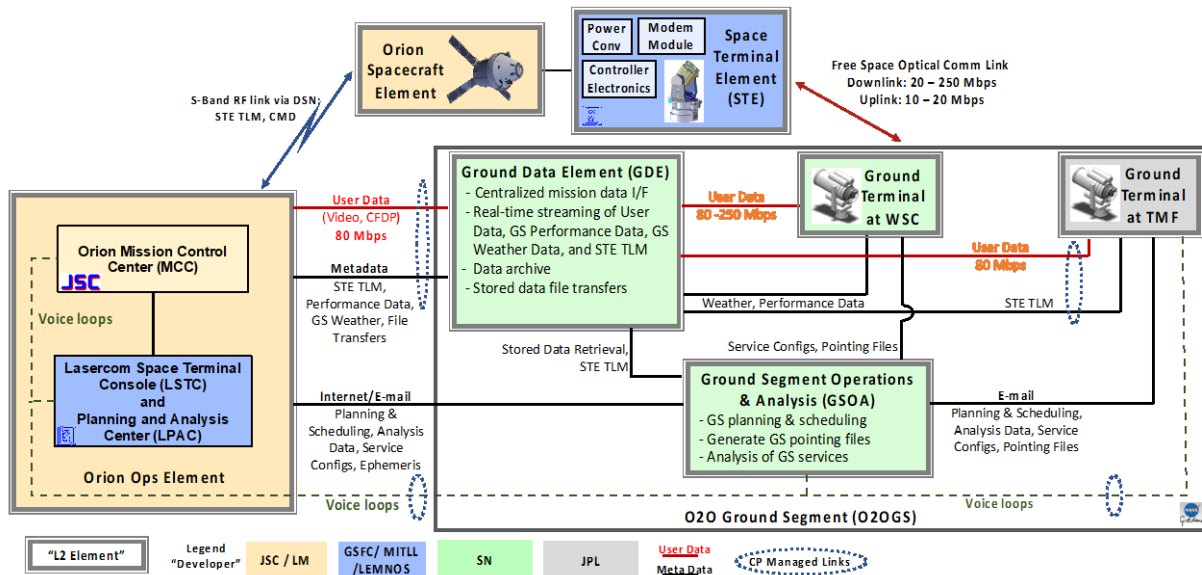 Orion
Spacecraft
Element
Power
Conv
Modem
Module
Controller
Electronics
Space
Terminal
Element
(STE)
Free Space Optical Comm Link
Downlink: 20 – 250 Mbps
Uplink: 10 – 20 Mbps
S-Band RF link via DSN;
STE TLM, CMD
Orion Mission Control
Center (MCC)
JSC
Voice loops
Lasercom Space Terminal
Console (LSTC)
and
Planning and Analysis
Center (LPAC)
Orion Ops Element
User Data
(Video, CFDP)
80 Mbps
Metadata
STE TLM,
Performance Data,
GS Weather, File
Transfers
Internet/E-mail
Planning &
Scheduling, Analysis
Data, Service
Configs, Ephemeris
Voice loops
Ground Data Element (GDE)
- Centralized mission data I/F
- Real-time streaming of User
Data, GS Performance Data, GS
Weather Data, and STE TLM
- Data archive
- Stored data file transfers
User Data
80 -250 Mbps
Ground
Terminal
at WSC
Ground
Terminal
at TMF
User Data
80 Mbps
Weather, Performance Data
STE TLM
Stored Data Retrieval,
STE TLM
Service Configs, Pointing Files
Ground Segment Operations
& Analysis (GSOA)
- GS planning & scheduling
- Generate GS pointing files
- Analysis of GS services
E-mail
Planning & Scheduling,
Analysis Data, Service
Configs, Pointing Files
Voice loops
O2O Ground Segment (O2OGS)
"L2 Element"
Legend
"Developer"
JSC / LM
GSFC/ MITLL
/LEMNOS
SN
JPL
User Data
Meta Data
CP Managed Links